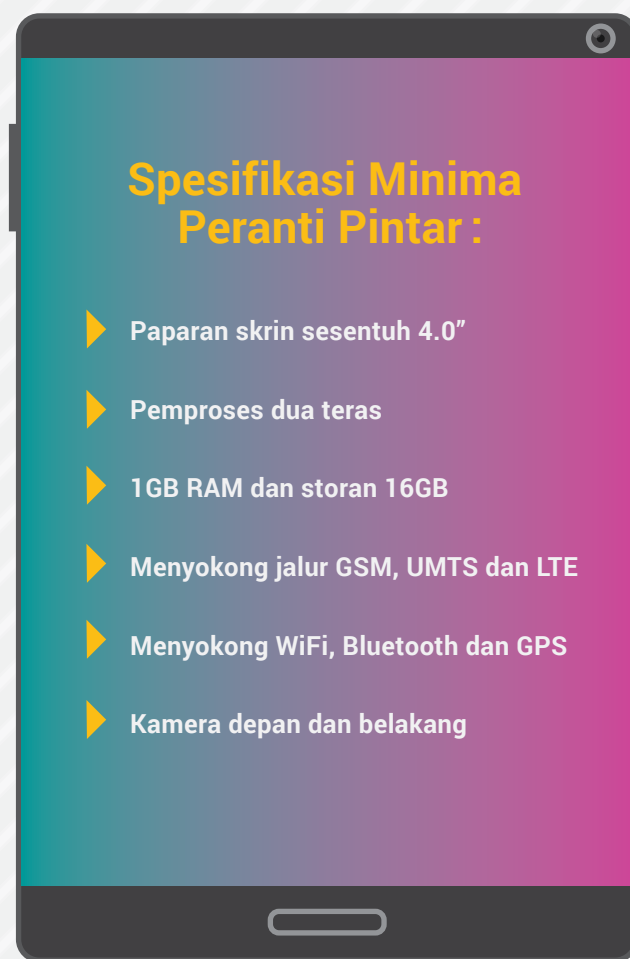 Spesifikasi Minima
Peranti Pintar :
Paparan skrin sesentuh 4.0”
Pemproses dua teras
1GB RAM dan storan 16GB
Menyokong jalur GSM, UMTS dan LTE
Menyokong WiFi, Bluetooth dan GPS
Kamera depan dan belakang